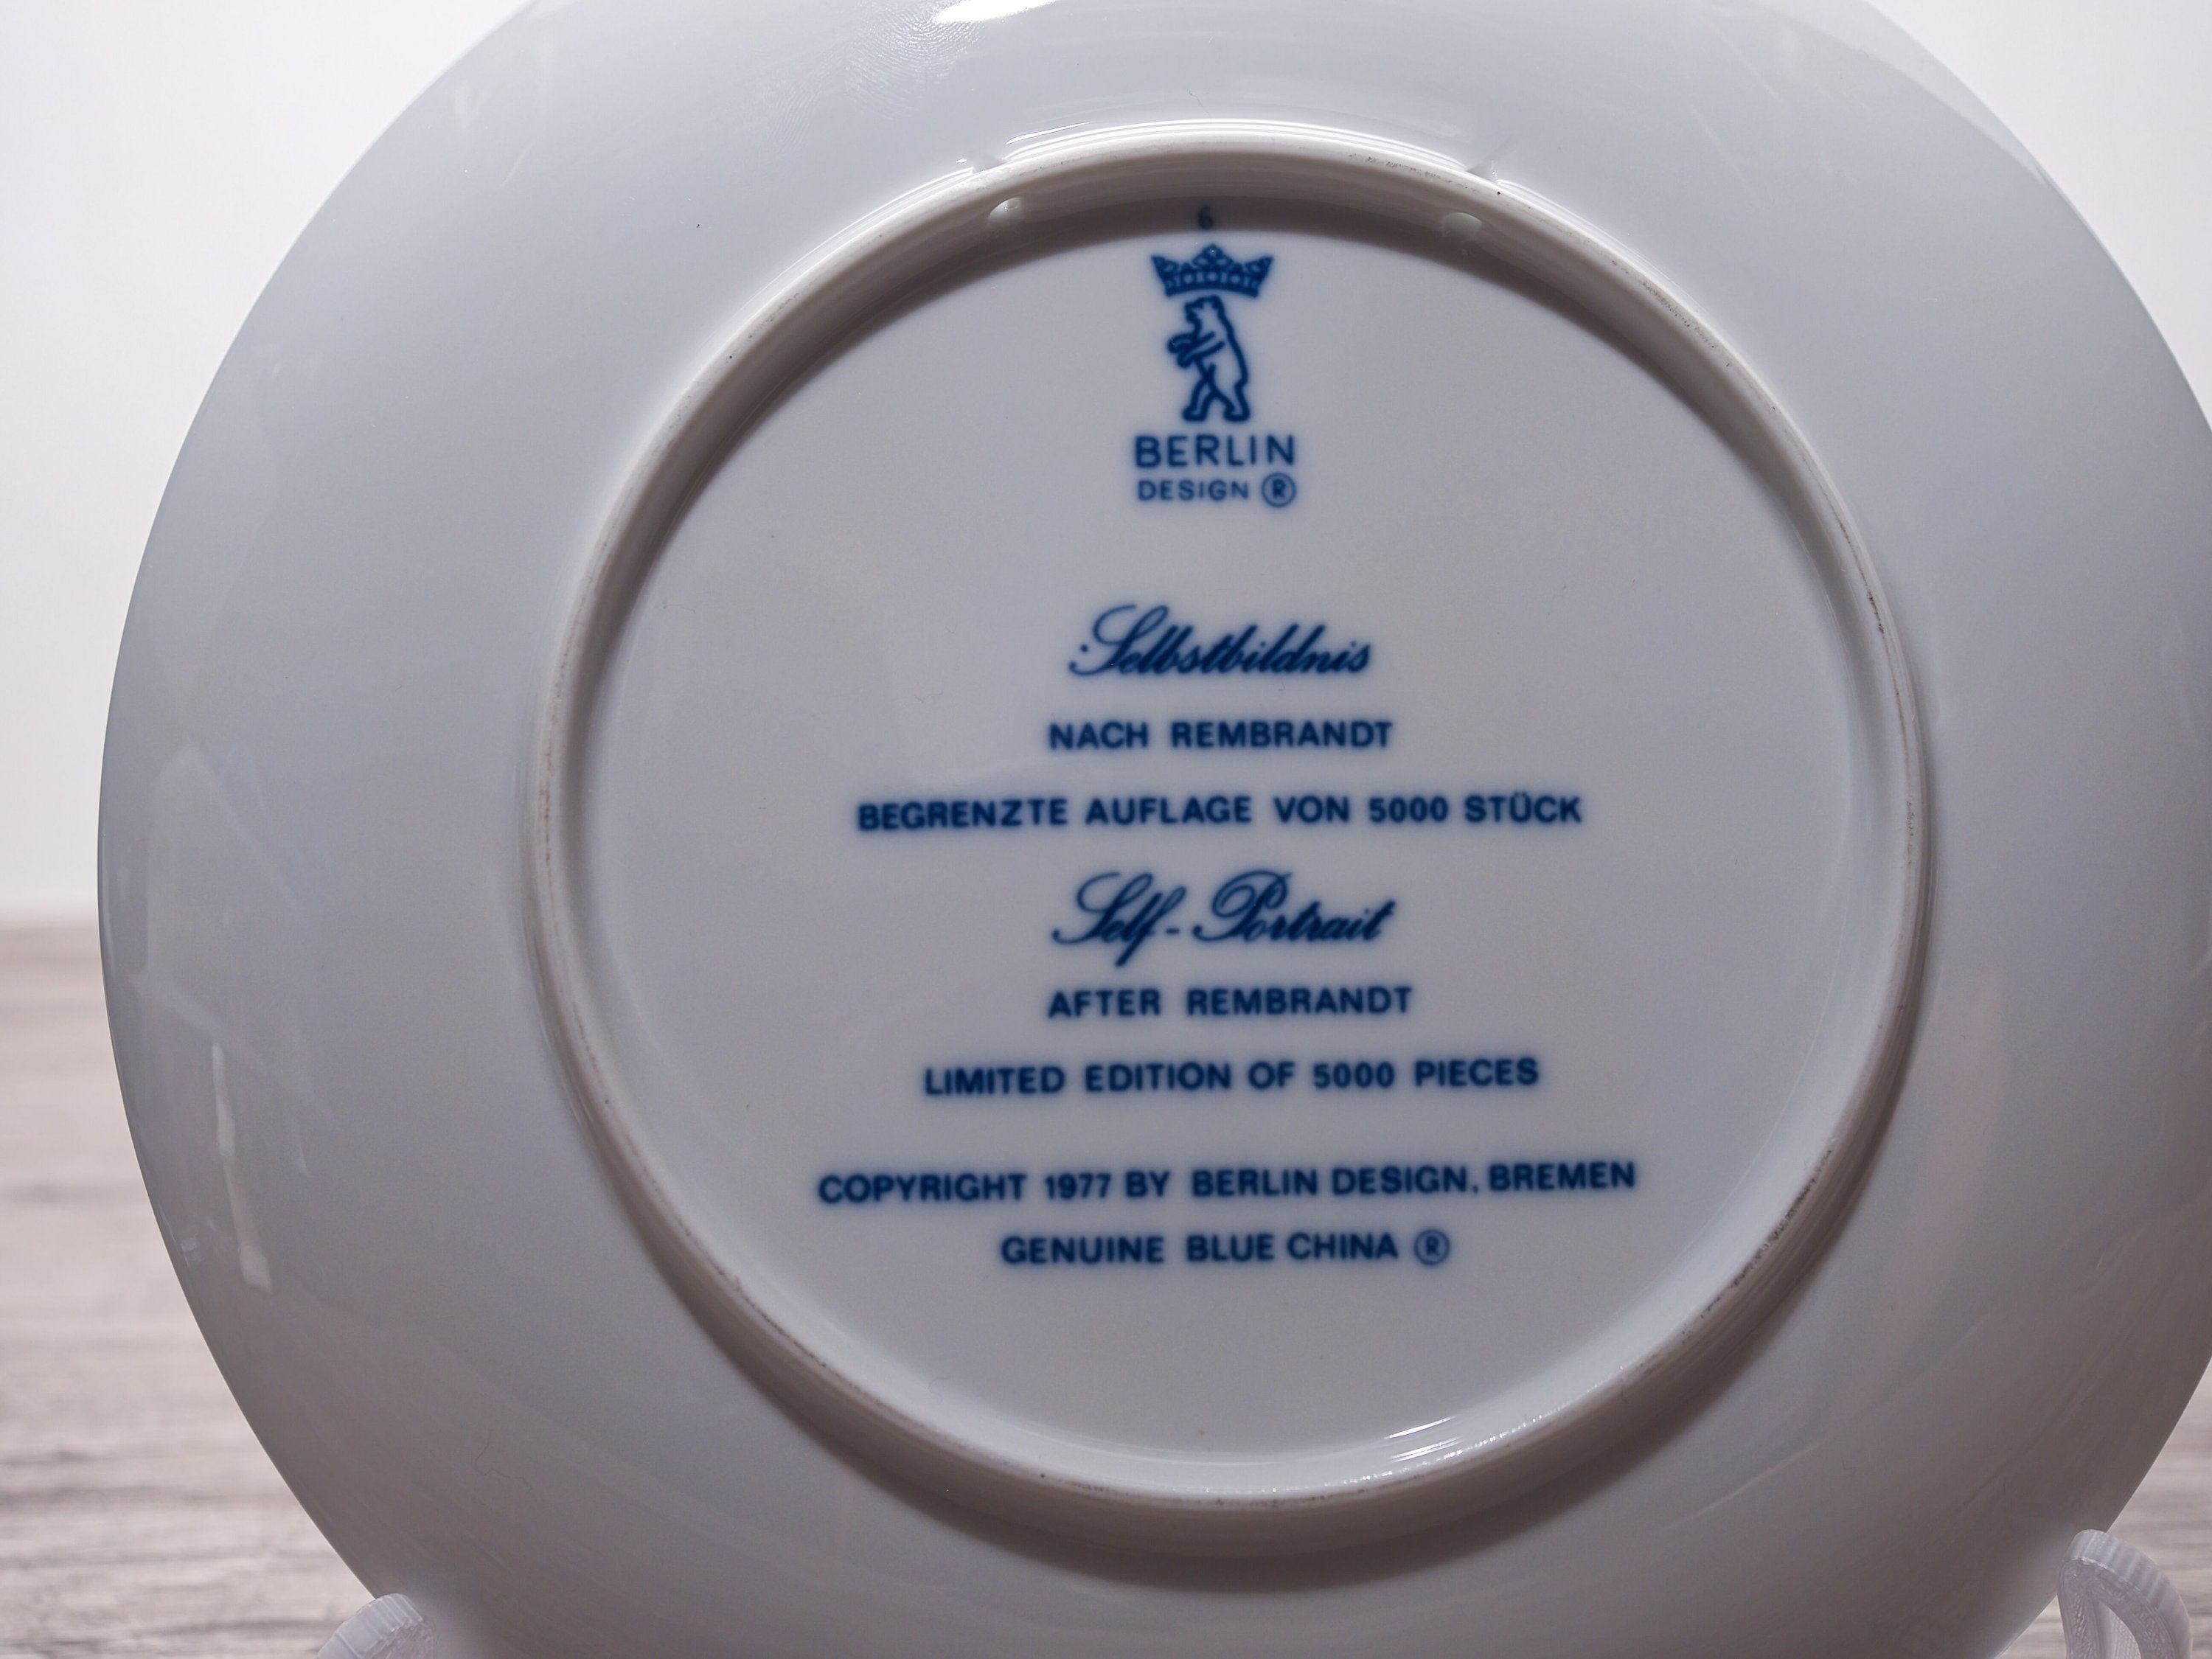 6
BERLIN
DESIGN ®
Selbstbildnis
NACH REMBRANDT
BEGRENZTE AUFLAGE VON 5000 STÜCK
Self-Portrait
AFTER REMBRANDT
LIMITED EDITION OF 5000 PIECES
COPYRIGHT 1977 BY BERLIN DESIGN. BREMEN
GENUINE BLUE CHINA ®